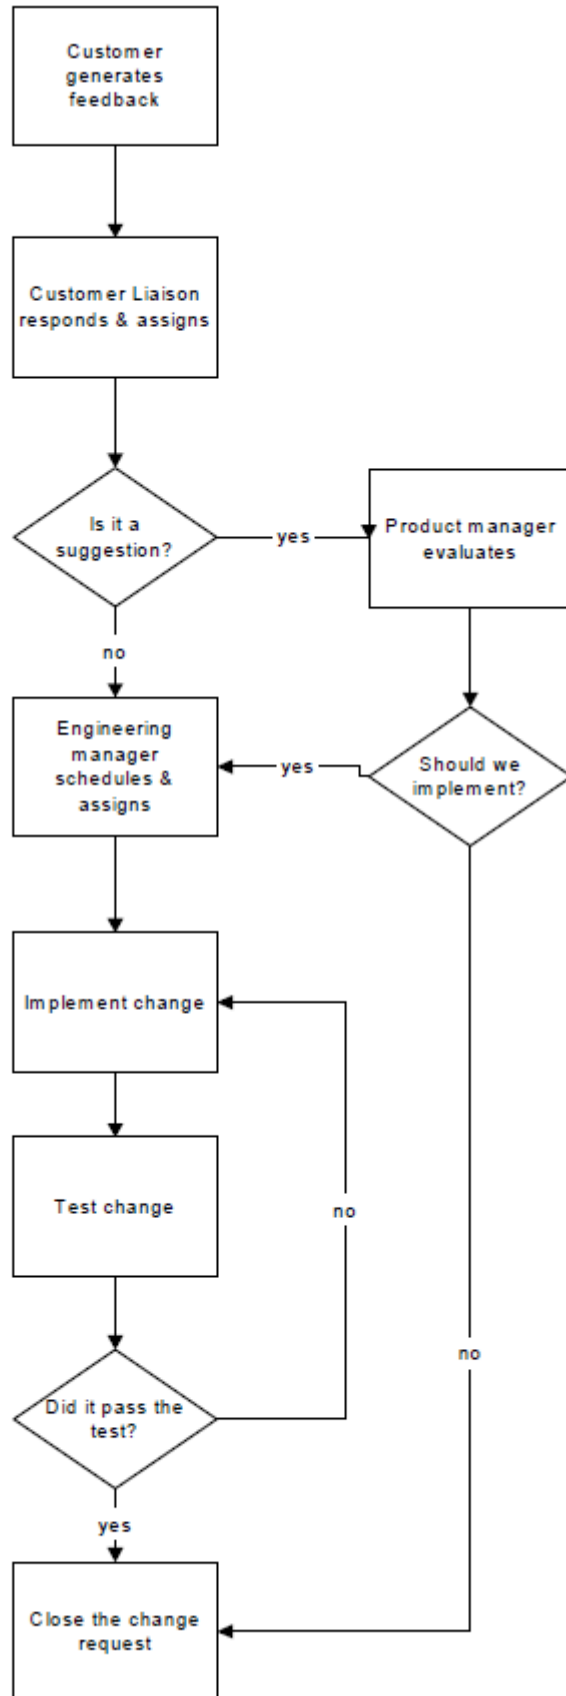 Customer
generates
feedback
Customer Liaison
responds & assigns
Is it a
suggestion?
yes
Product manager
evaluates
no
Engineering
manager
schedules &
assigns
yes
Should we
implement?
Implement change
Test change
no
no
Did it pass the
test?
yes
Close the change
request